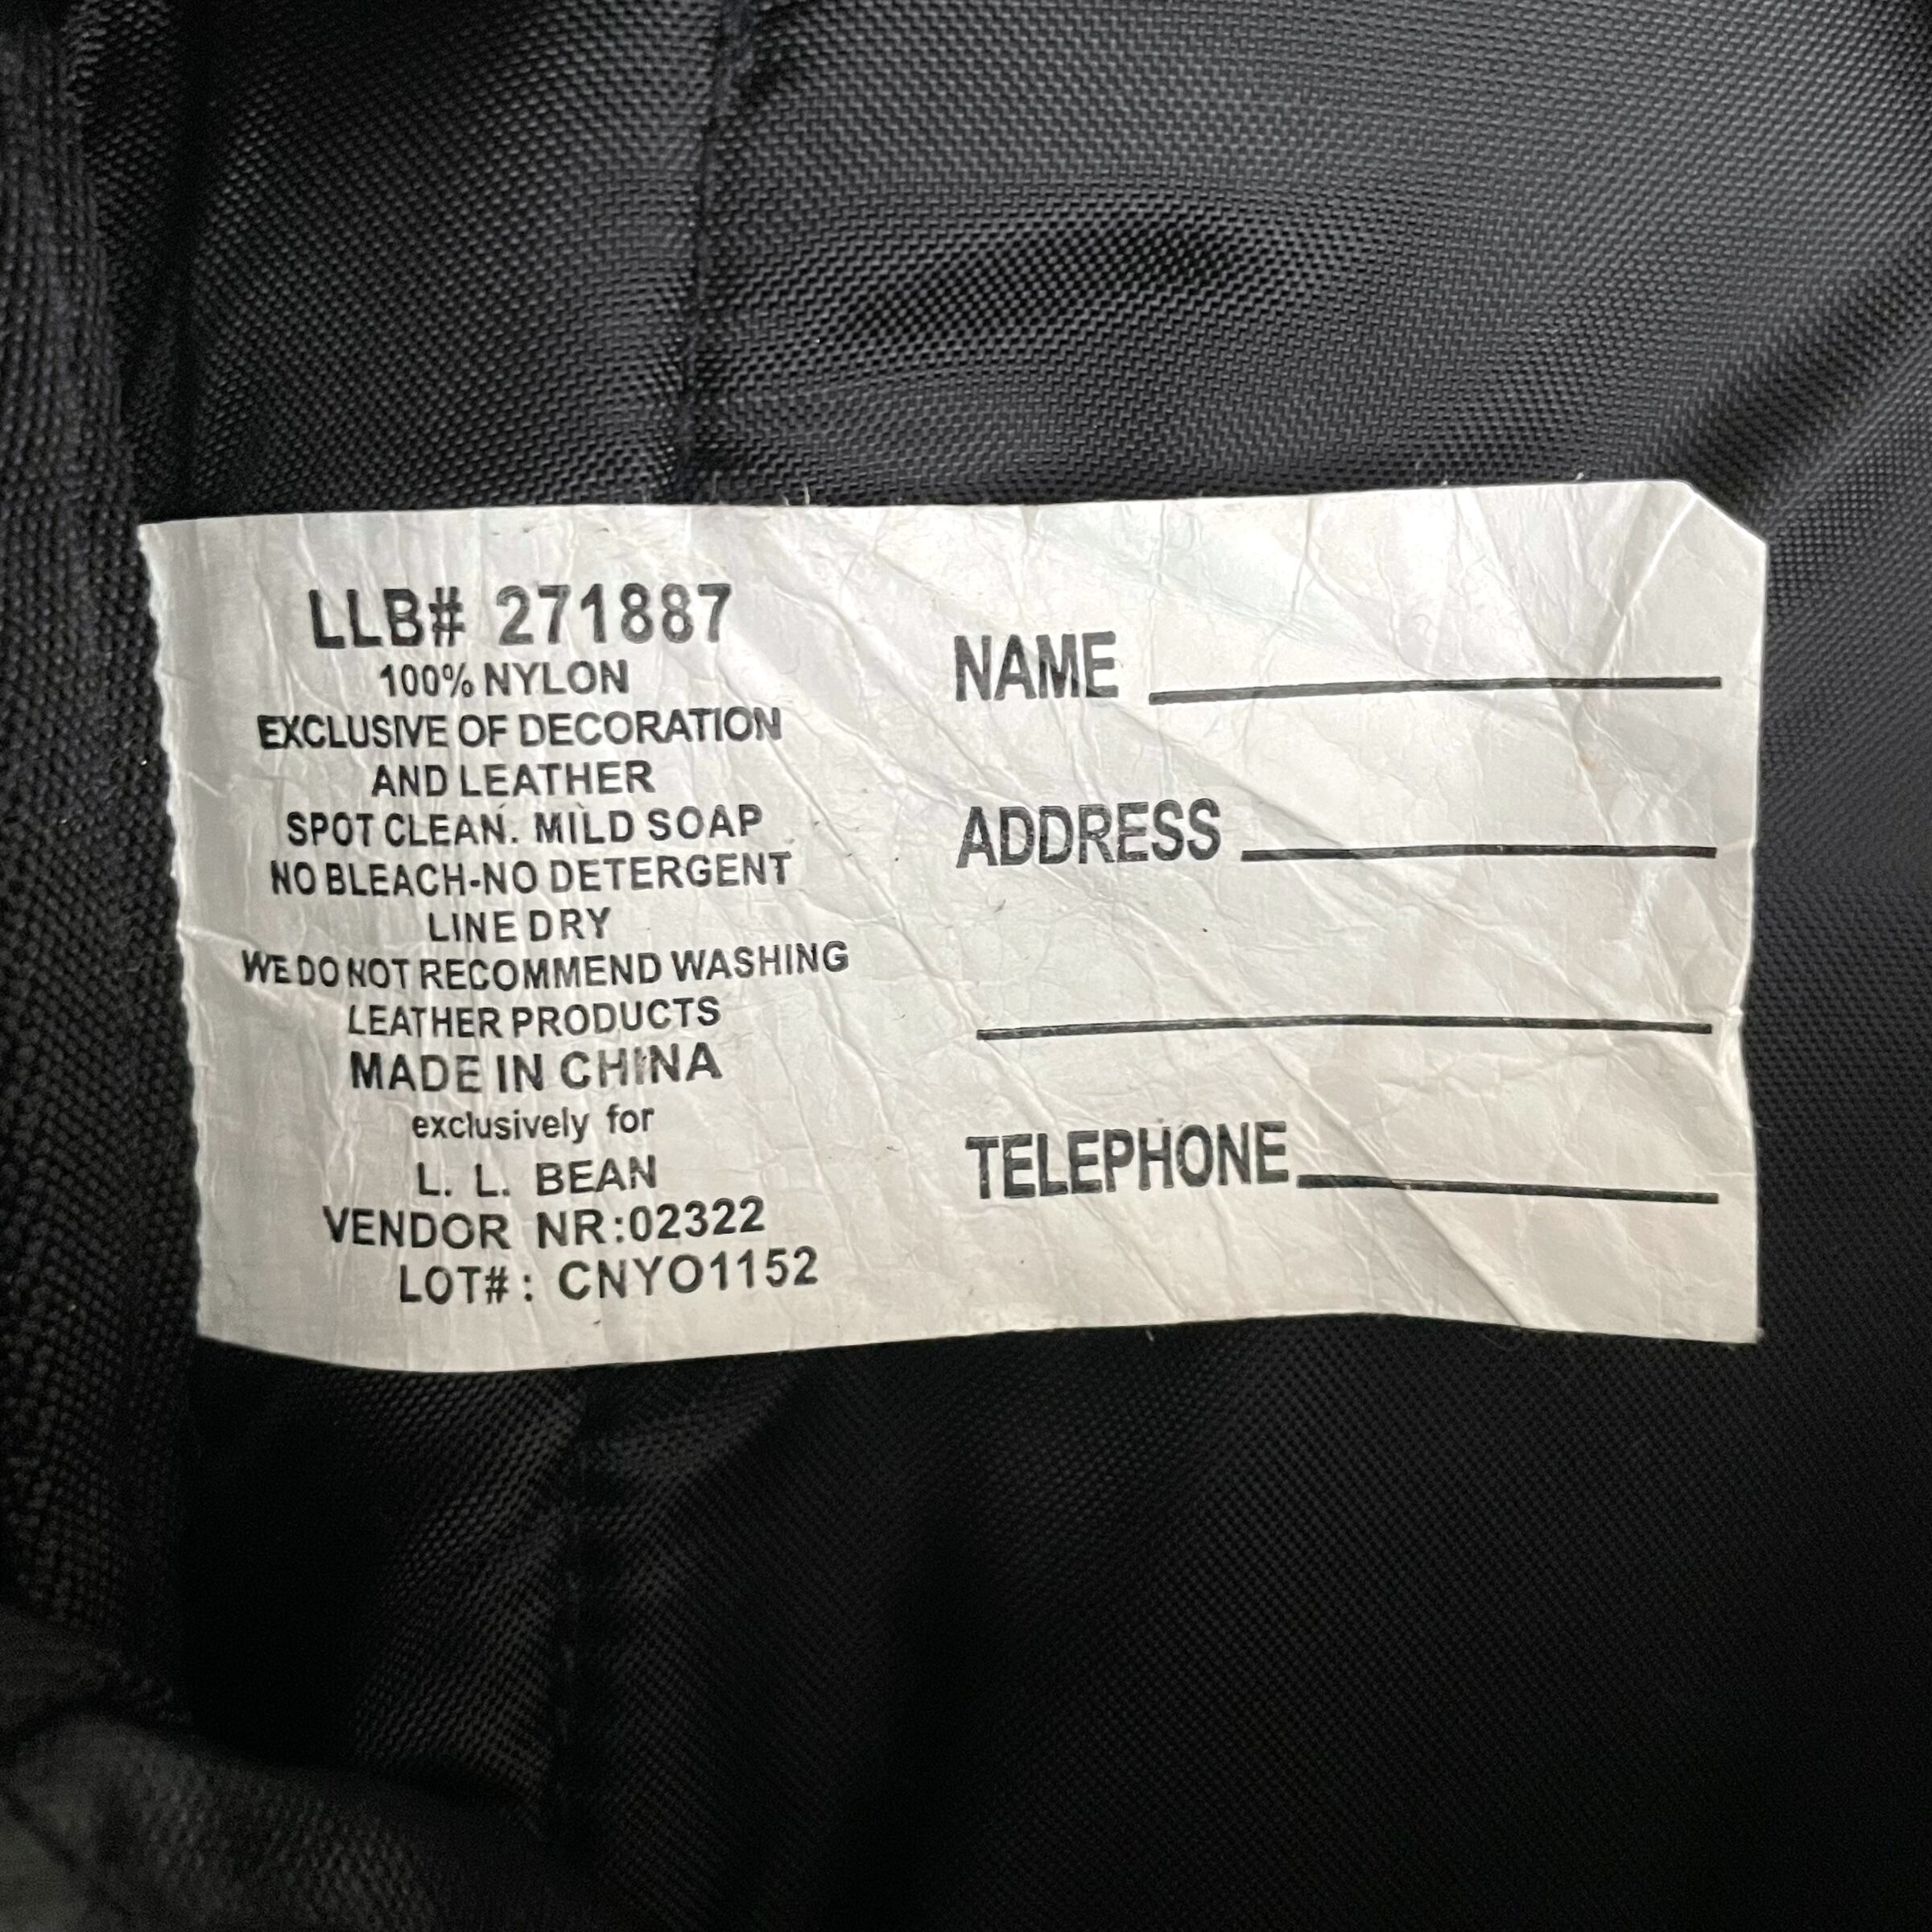 LLB# 271887
100% NYLON
EXCLUSIVE OF DECORATION
AND LEATHER
SPOT CLEAN. MILD SOAP
NO BLEACH-NO DETERGENT
LINE DRY
WE DO NOT RECOMMEND WASHING
LEATHER PRODUCTS
MADE IN CHINA
exclusively for
L. L. BEAN
VENDOR NR:02322
LOT#: CNYO1152
NAME
ADDRESS
TELEPHONE